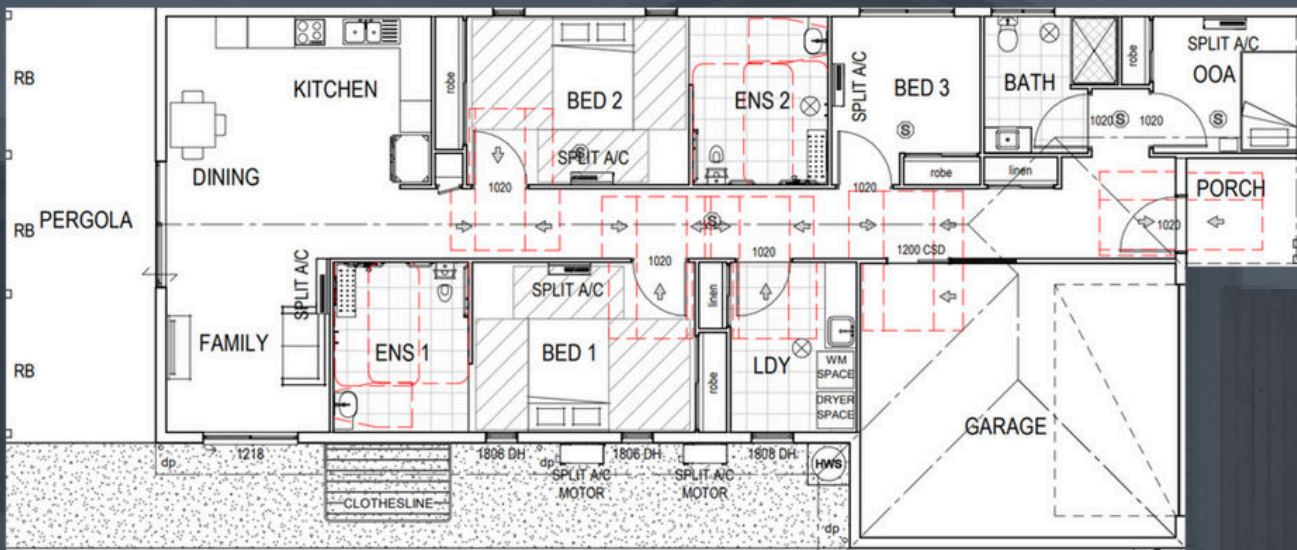 RB
KITCHEN
robe
BED 2
ENS 2
SPLIT A/C
BED 3
BATH
robe
SPLIT A/C
OOA
S
S
S
S
1020
1020
DINING
SPLIT A/C
1020
1020
robe
linen
PORCH
PERGOLA
RB
S
1020
1020
1020
1200 CSD
SPLIT A/C
SPLIT A/C
linen
FAMILY
ENS 1
BED 1
robe
LDY
WM
SPACE
DRYER
SPACE
RB
GARAGE
1218
dp
1806 DH
dp
1806 DH
1808 DH
HWS
SPLIT A/C
MOTOR
SPLIT A/C
MOTOR
CLOTHESLINE
dp